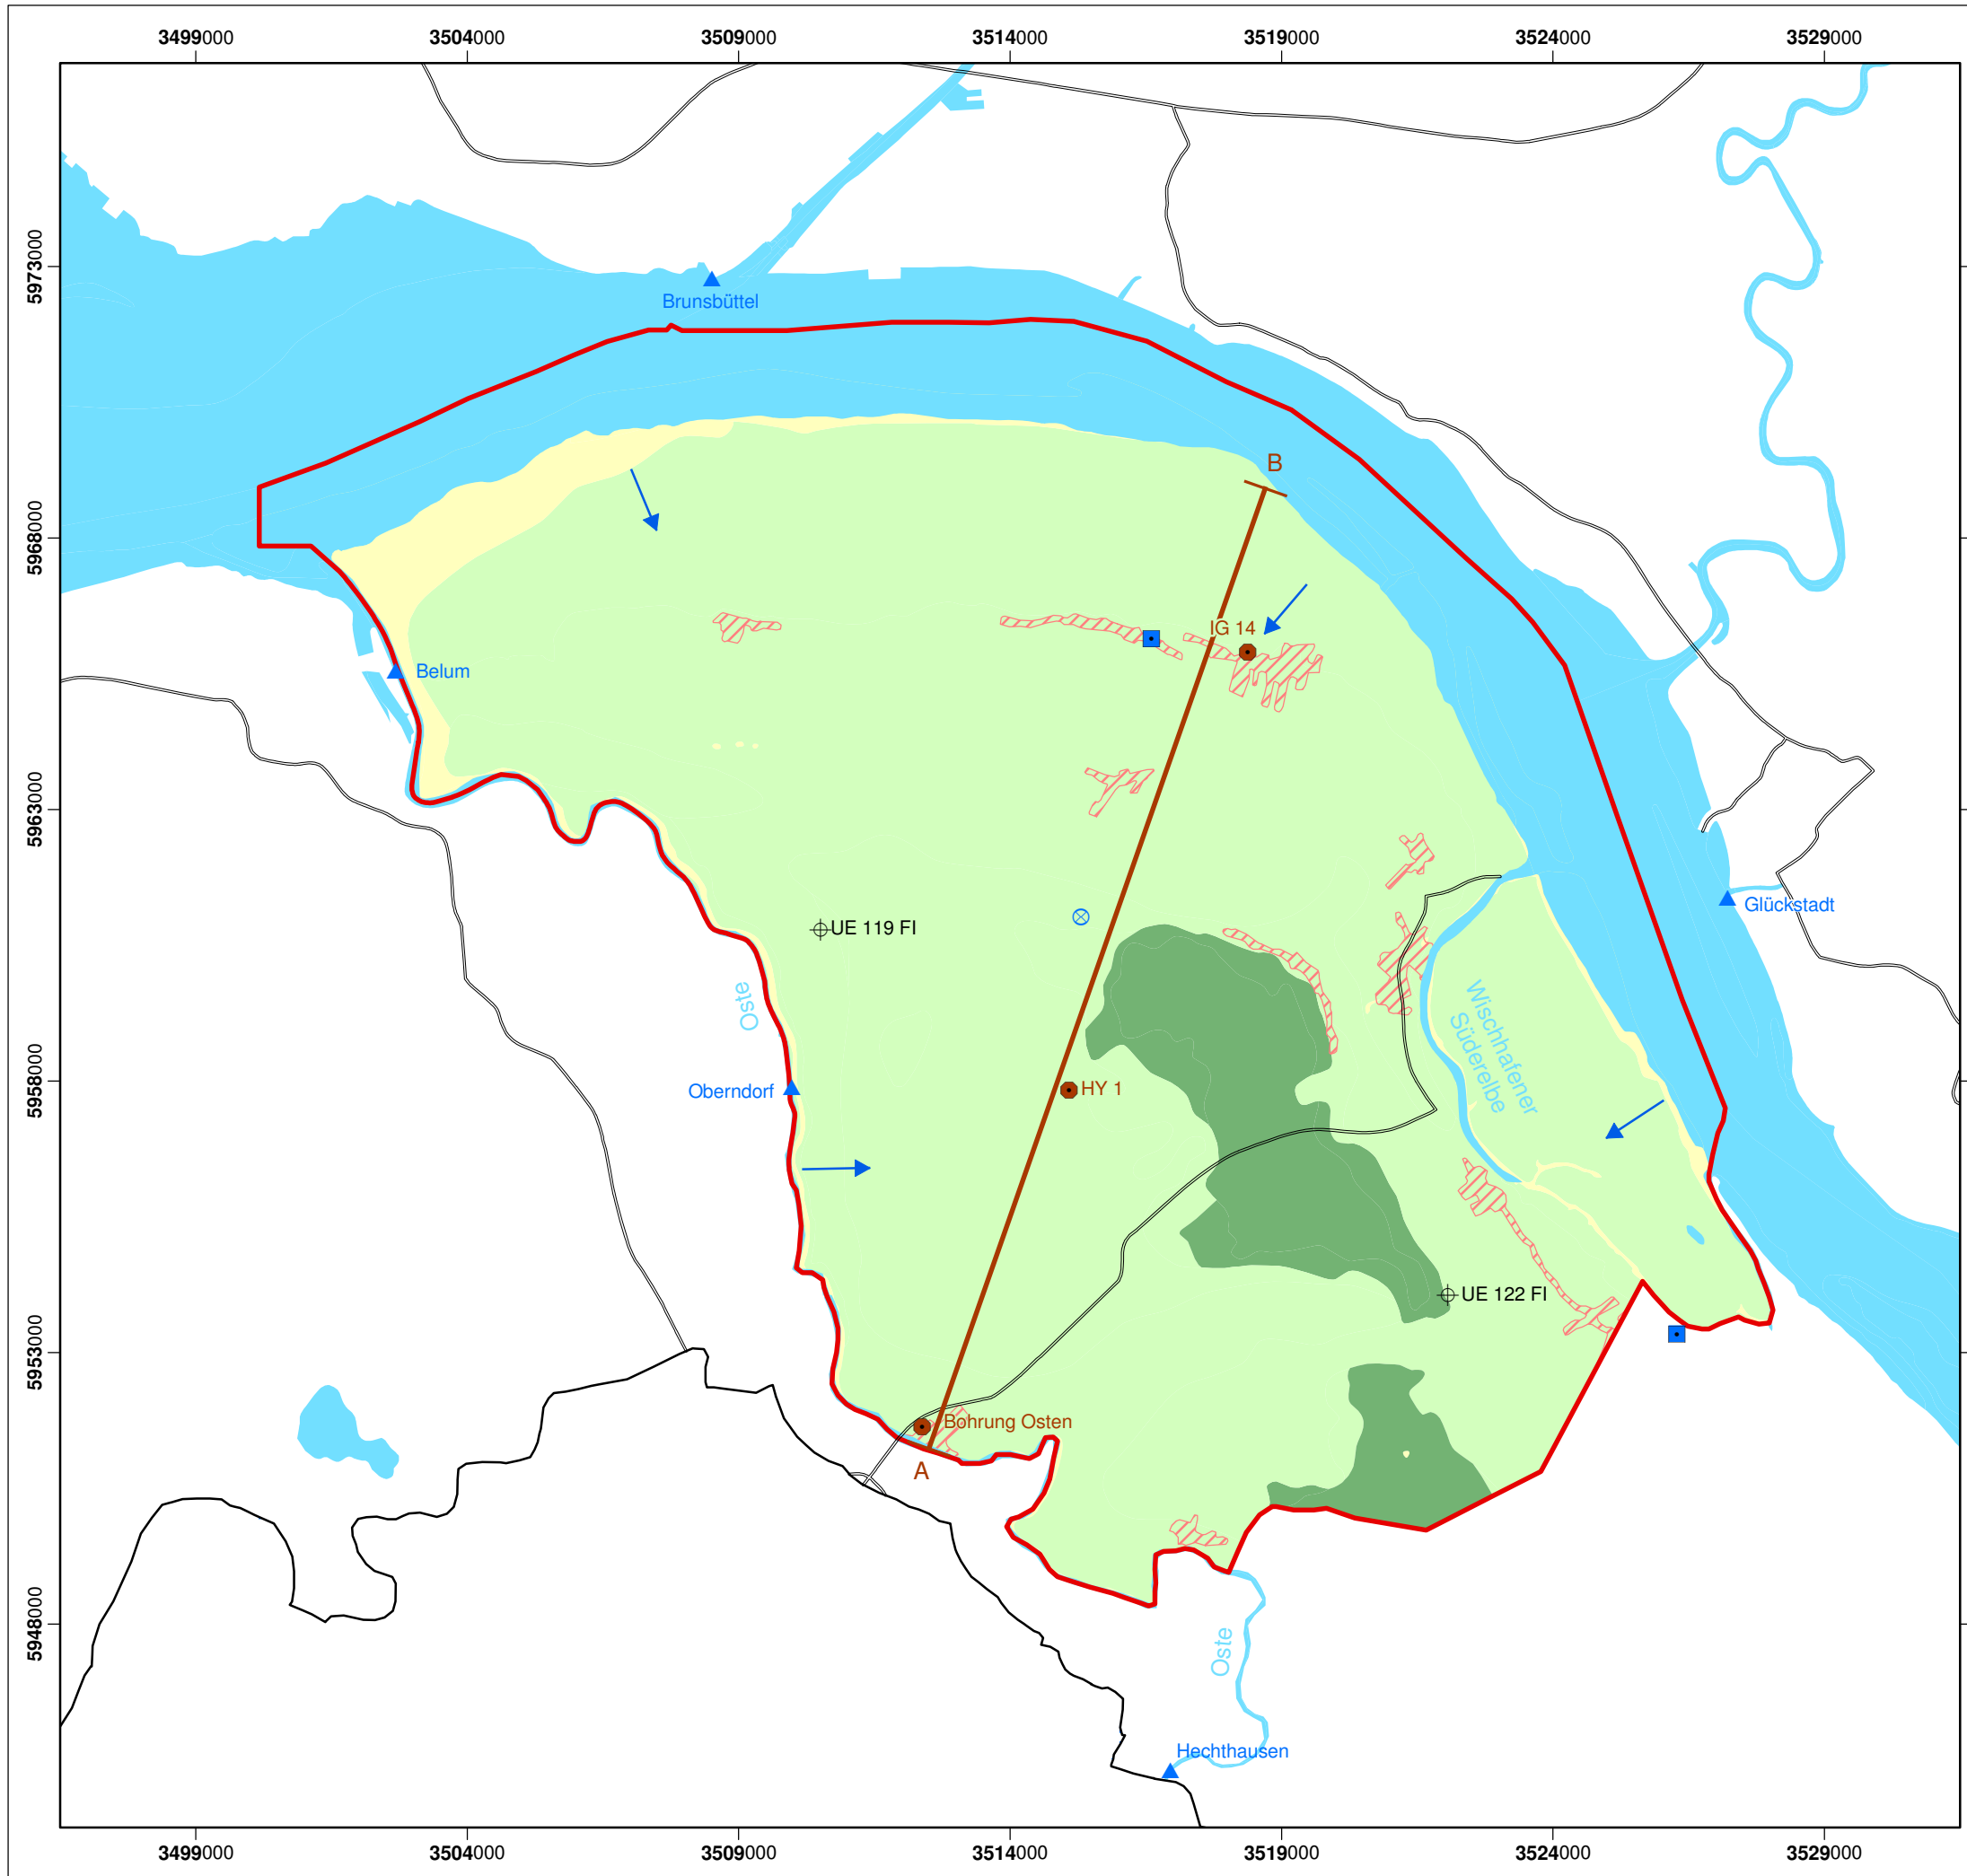 3499000 3504000 3509000 3514000 3519000 3524000 3529000
5973000
Brunsbüttel
B
5968000
IG 14
Belum
5963000
Glückstadt
UE 119 FI
Oste
Wischhafener
Süderelbe
5958000
Oberndorf
HY 1
UE 122 FI
5953000
Bohrung Osten
A
5948000
Oste
Hechthausen
3499000 3504000 3509000 3514000 3519000 3524000 3529000